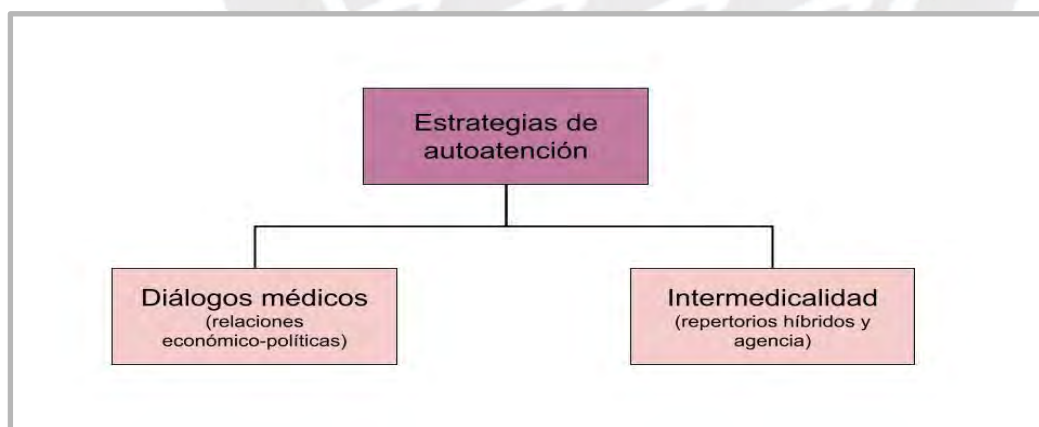 Estrategias de
autoatención
Diálogos médicos
(relaciones
económico-políticas)
Intermedicalidad
(repertorios híbridos y
agencia)